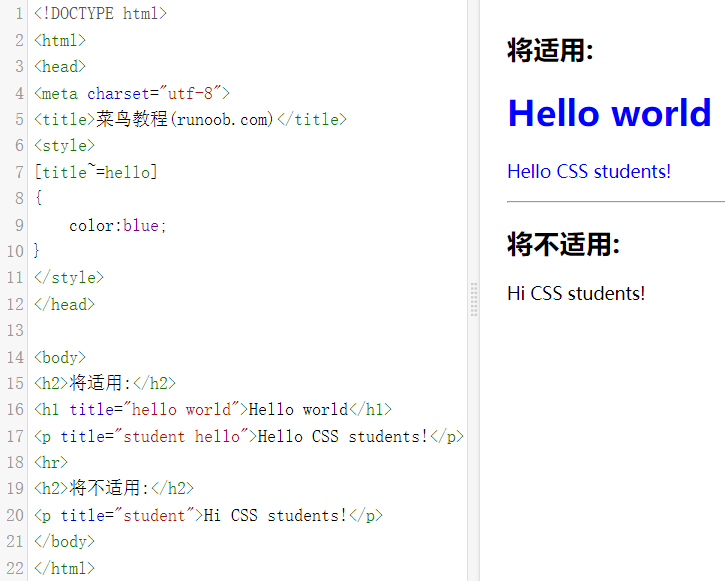 1 <!DOCTYPE html>
2 <html>
3 <head>
4 <meta charset="utf-8">
5 <title>菜鸟教程(runoob.com)</title>
6 <style>
7 [title~=hello]
8 {
9     color:blue;
10 }
11 </style>
12 </head>
13
14 <body>
15 <h2>将适用:</h2>
16 <h1 title="hello world">Hello world</h1>
17 <p title="student hello">Hello CSS students!</p>
18 <hr>
19 <h2>将不适用:</h2>
20 <p title="student">Hi CSS students!</p>
21 </body>
22 </html>
将适用:
Hello world
Hello CSS students!
将不适用:
Hi CSS students!